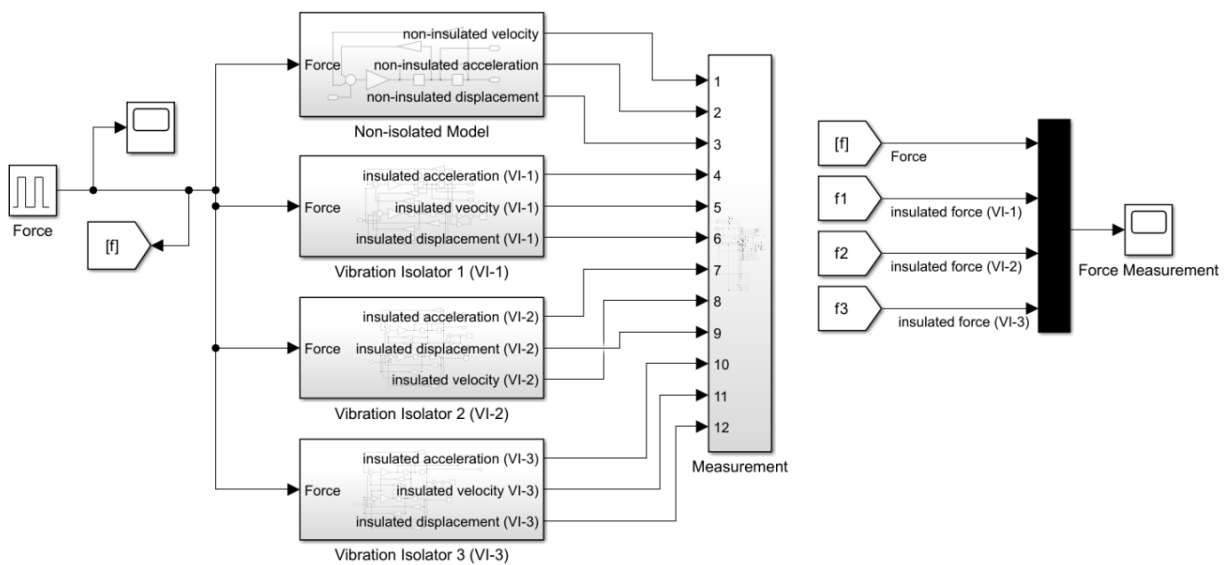 Force
[f]
Force
non-insulated velocity
non-insulated acceleration
non-insulated displacement
Non-isolated Model
Force
insulated acceleration (VI-1)
insulated veocity (VI-1)
insulated displacement (VI-1)
Vibration Isolator 1 (VI-1)
Force
insulated acceleration (VI-2)
insulated displacement (VI-2)
insulated velocity (VI-2)
Vibration Isolator 2 (VI-2)
Force
insulated acceleration (VI-3)
insulated velocity VI-3)
insulated displacement (VI-3)
Vibration Isolator 3 (VI-3)
1
2
3
4
5
6
7
8
9
10
11
12
Measurement
[f]
Force
f1
insulated force (VI-1)
f2
insulated force (VI-2)
f3
insulated force (VI-3)
Force Measurement